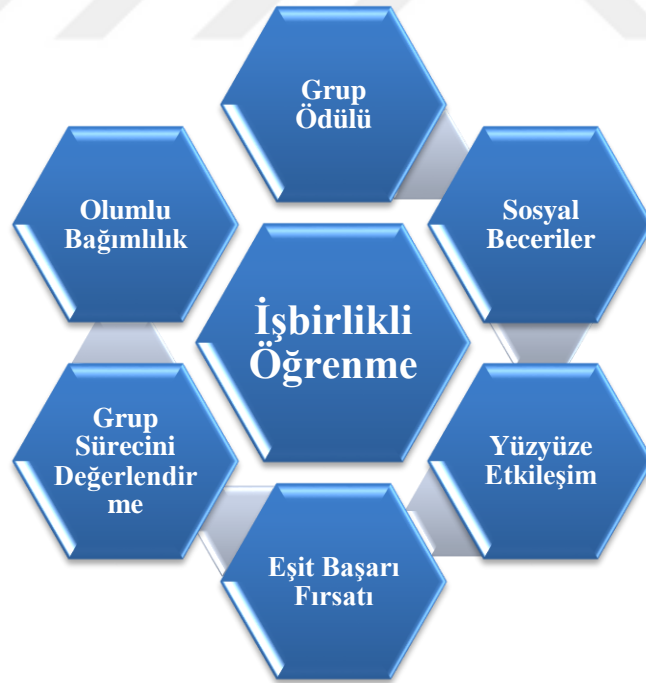 Grup
Ödülü
Olumlu
Bağımlılık
Sosyal
Beceriler
İşbirlikli
Öğrenme
Grup
Sürecini
Değerlendir
me
Yüzyüze
Etkileşim
Eşit Başarı
Fırsatı